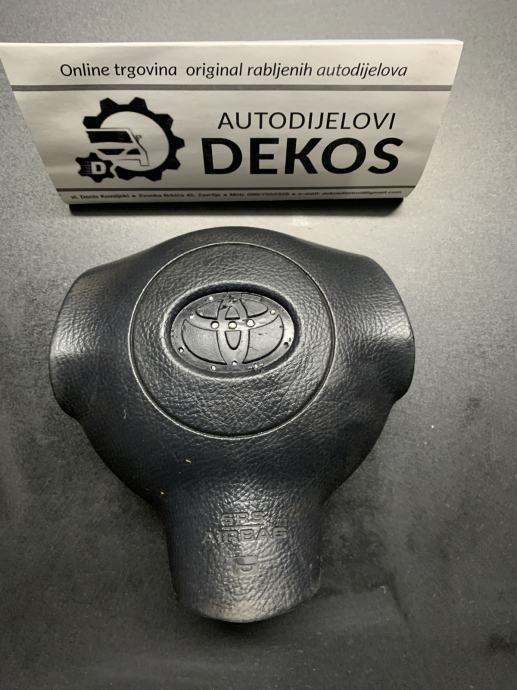 Online trgovina original rabljenih autodijelova
AUTODIJELOVI
DEKOS
D
SRS
AIRBAG